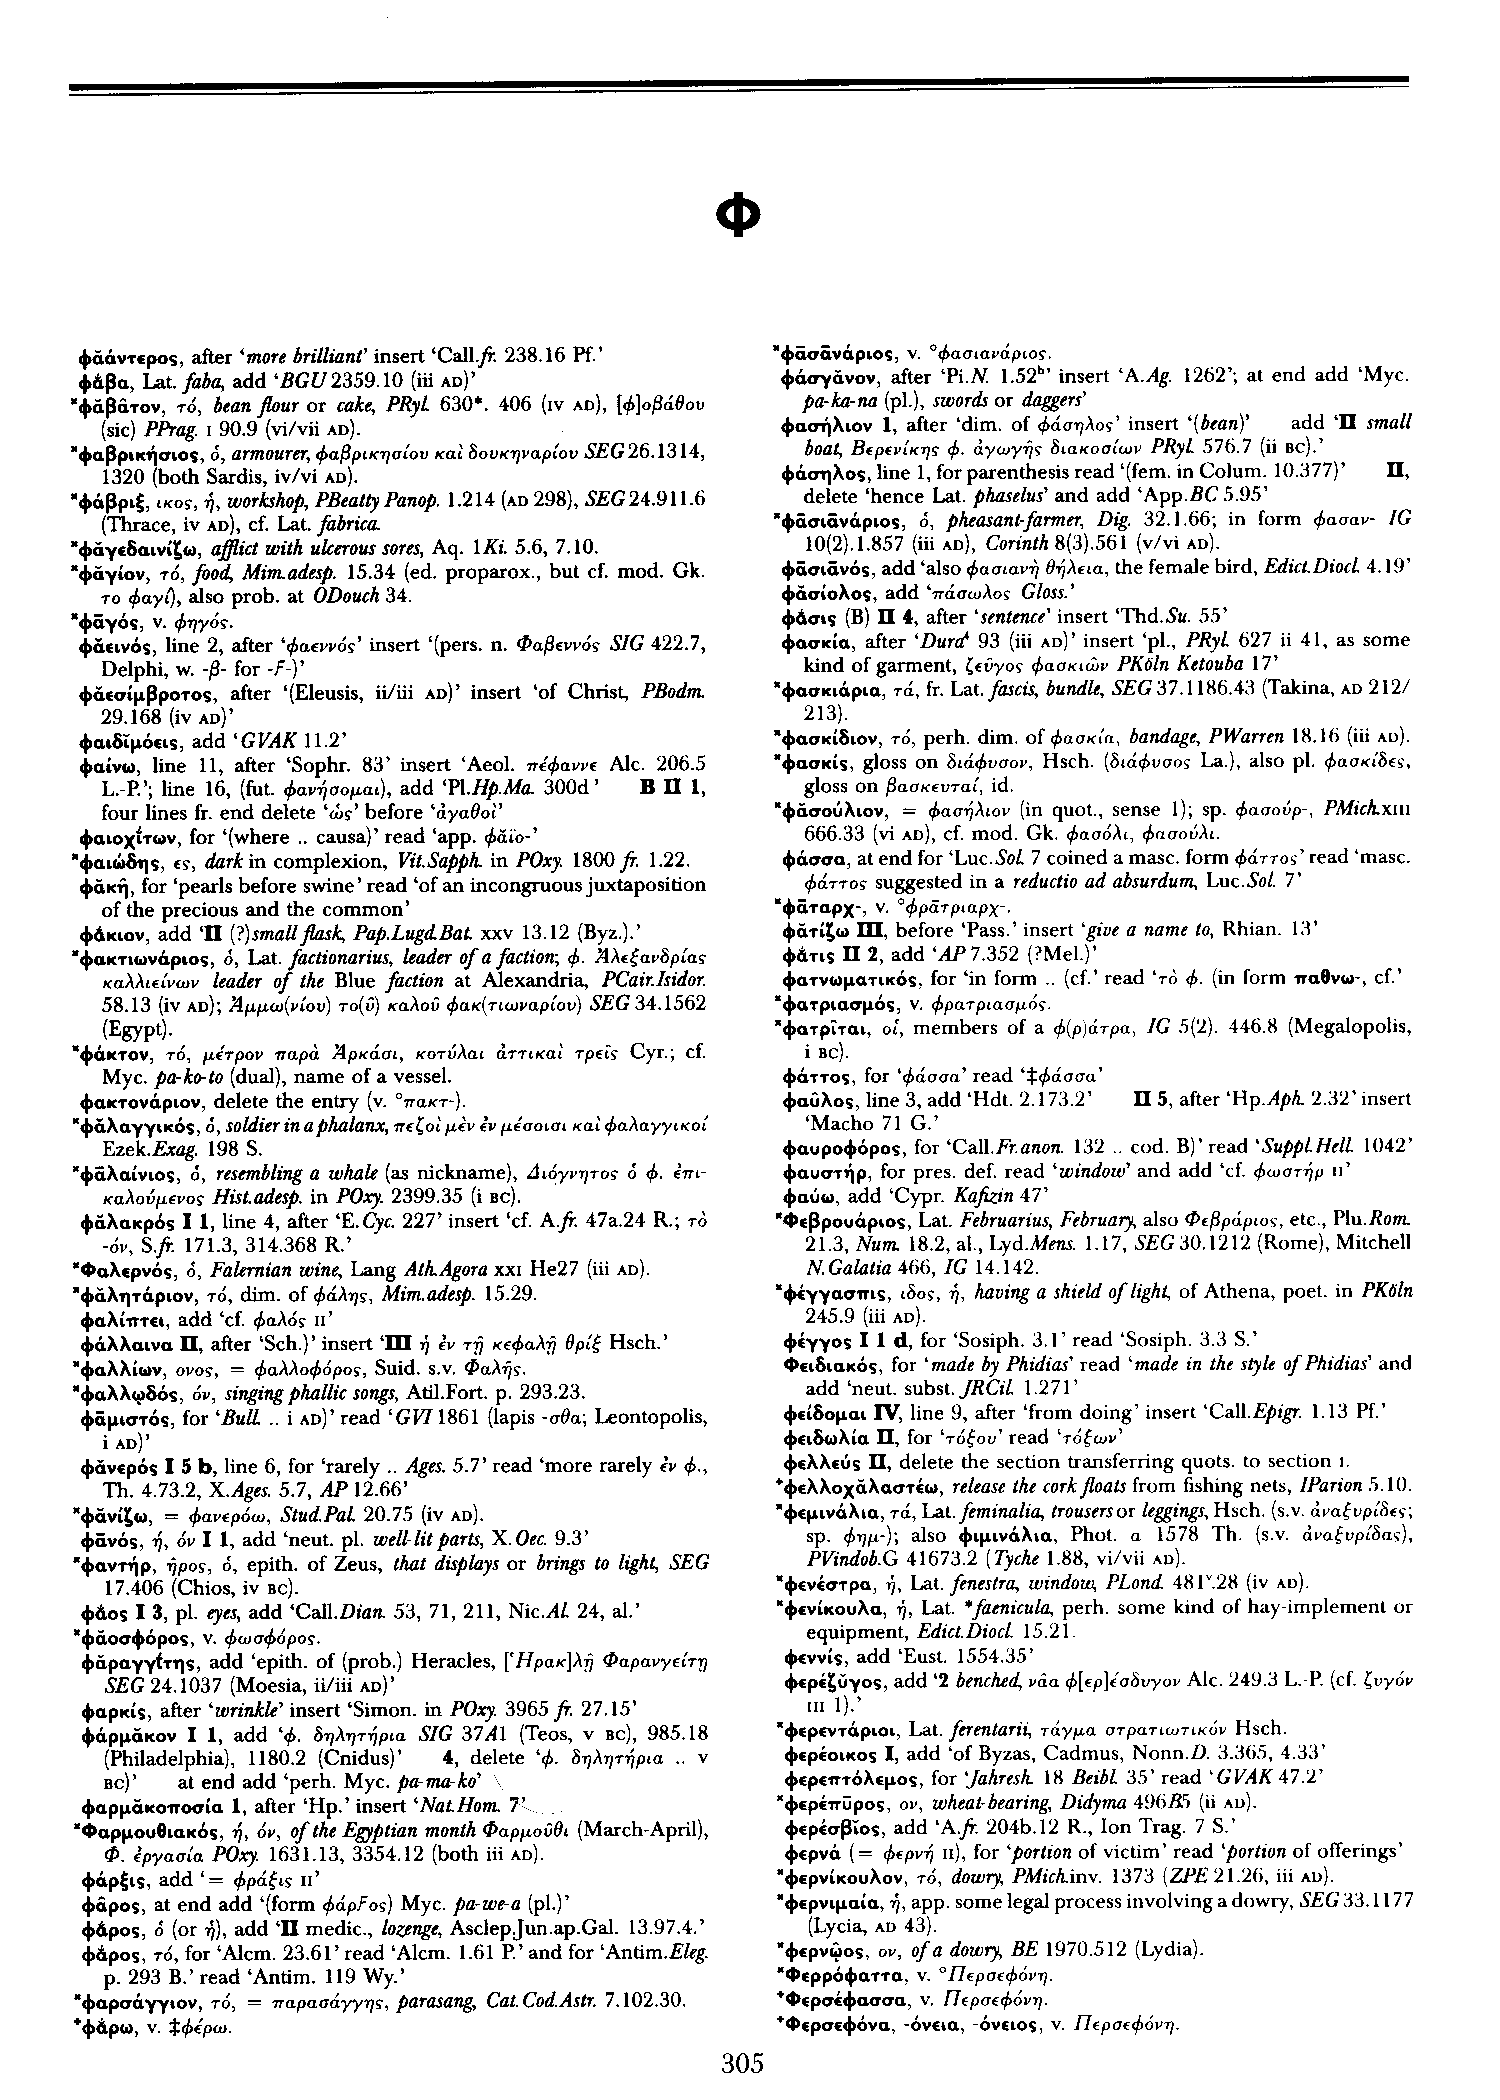 Φ
φᾰάντερος, after ‘more brilliant’ insert ‘Call.fr. 238.16 Pf.’
φάβα, Lat. faba, add ‘BGU 2359.10 (iii AD)’
*φᾰβᾶτον, τό, bean flour or cake, PRyl. 630*. 406 (iv AD), [φ]οβάθου
(sic) PPrag. I 90.9 (vi/vii AD).
*φαβρικήσιος, ὁ, armourer, φαβρικησίου καὶ δουκηναρίου SEG 26.1314,
1320 (both Sardis, iv/vi AD).
*φάβριξ, ικος, ἡ, workshop, PBeatty Panop. 1.214 (AD 298), SEG 24.911.6
(Thrace, iv AD), cf. Lat. fabrica.
*φᾰγεδαινίζω, afflict with ulcerous sores, Aq. 1Ki. 5.6, 7.10.
*φᾰγίον, τό, food, Mim.adesp. 15.34 (ed. proparox., but cf. mod. Gk.
το φαγί), also prob. at ODouch 34.
*φᾱγός, v. φηγός.
φᾰεινός, line 2, after ‘φαεννός’ insert ‘(pers. n. Φαβεννός SIG 422.7,
Delphi, w. -β- for -ϝ-)’
φᾰεσίμβροτος, after ‘(Eleusis, ii/iii AD)’ insert ‘of Christ, PBodm.
29.168 (iv AD)’
φαιδῐμόεις, add ‘GVAK 11.2’
φαίνω, line 11, after ‘Sophr. 83’ insert ‘Aeol. πέφαννε Alc. 206.5
L.-P.’; line 16, (fut. φανήσομαι), add ‘Pl.Hp.Ma. 300d’ B II 1,
four lines fr. end delete ‘ὡς’ before ‘ἀγαθοὶ’
φαιοχίτων, for ‘(where .. causa)’ read ‘app. φᾰϊο-’
*φαιώδης, ες, dark in complexion, Vit.Sapph. in POxy. 1800 fr. 1.22.
φᾰκῆ, for ‘pearls before swine’ read ‘of an incongruous juxtaposition
of the precious and the common’
φάκιον, add ‘II (?)small flask, Pap.Lugd.Bat. XXV 13.12 (Byz.).’
*φακτιωνάριος, ὁ, Lat. factionarius, leader of a faction; φ. Ἀλεξανδρίας
καλλιείνων leader of the Blue faction at Alexandria, PCair.Isidor.
58.13 (iv AD); Ἀμμω(νίου) το(ῦ) καλοῦ φακ(τιωναρίου) SEG 34.1562
(Egypt).
*φάκτον, τό, μέτρον παρὰ Ἀρκάσι, κοτύλαι ἀττικαὶ τρεῖς Cyr.; cf.
Myc. pa-ko-to (dual), name of a vessel.
φακτονάριον, delete the entry (v. °πακτ-).
*φᾰλαγγικός, ὁ, soldier in a phalanx, πεζοὶ μὲν ἐν μέσοισι καὶ φαλαγγικοί
Ezek.Exag. 198 S.
*φᾰλαίνιος, ὁ, resembling a whale (as nickname), Διόγνητος ὁ φ. ἐπι-
καλούμενος Hist.adesp. in POxy. 2399.35 (i BC).
φᾰλακρός I 1, line 4, after ‘E.Cyc. 227’ insert ‘cf. A.fr. 47a.24 R.; τὸ
-όν, S.fr. 171.3, 314.368 R.’
*Φαλερνός, ὁ, Falernian wine, Lang Ath.Agora XXI He27 (iii AD).
*φᾰλητάριον, τό, dim. of φάλης, Mim.adesp. 15.29.
φαλίπτει, add ‘cf. φαλός II’
φάλλαινα II, after ‘Sch.)’ insert ‘III ἡ ἐν τῇ κεφαλῇ θρίξ Hsch.’
*φαλλίων, ονος, = φαλλοφόρος, Suid. s.v. Φαλῆς.
*φαλλῳδός, όν, singing phallic songs, Atil.Fort. p. 293.23.
φᾱμιστός, for ‘Bull. .. i AD)’ read ‘GVI 1861 (lapis -σθα; Leontopolis,
i AD)’
φᾰνερός I 5 b, line 6, for ‘rarely .. Ages. 5.7’ read ‘more rarely ἐν φ.,
Th. 4.73.2, X.Ages. 5.7, AP 12.66’
*φᾰνίζω, = φανερόω, Stud.Pal. 20.75 (iv AD).
φᾱνός, ή, όν I 1, add ‘neut. pl. well-lit parts, X.Oec. 9.3’
*φαντήρ, ῆρος, ὁ, epith. of Zeus, that displays or brings to light, SEG
17.406 (Chios, iv BC).
φάος I 3, pl. eyes, add ‘Call.Dian. 53, 71, 211, Nic.Al. 24, al.’
*φᾰοσφόρος, v. φωσφόρος.
φᾰραγγίτης, add ‘epith. of (prob.) Heracles, [Ἡρακ]λῇ Φαρανγείτῃ
SEG 24.1037 (Moesia, ii/iii AD)’
φαρκίς, after ‘wrinkle’ insert ‘Simon. in POxy. 3965 fr. 27.15’
φάρμᾰκον I 1, add ‘φ. δηλητήρια SIG 37A1 (Teos, v BC), 985.18
(Philadelphia), 1180.2 (Cnidus)’ 4, delete ‘φ. δηλητήρια .. v
BC)’ at end add ‘perh. Myc. pa-ma-ko’
φαρμᾰκοποσία 1, after ‘Hp.’ insert ‘Nat.Hom. 7’
*Φαρμουθιακός, ή, όν, of the Egyptian month Φαρμοῦθι (March-April),
Φ. ἐργασία POxy. 1631.13, 3354.12 (both iii AD).
φάρξις, add ‘= φράξις II’
φᾶρος, at end add ‘(form φάρϝος) Myc. pa-we-a (pl.)’
φάρος, ὁ (or ἡ), add ‘II medic., lozenge, Asclep.Jun.ap.Gal. 13.97.4.’
φάρος, τό, for ‘Alcm. 23.61’ read ‘Alcm. 1.61 P.’ and for ‘Antim.Eleg.
p. 293 B.’ read ‘Antim. 119 Wy.’
*φαρσάγγιον, τό, = παρασάγγης, parasang, Cat.Cod.Astr. 7.102.30.
⁺φάρω, v. ‡φέρω.
*φᾱσᾱνάριος, v. °φασιανάριος.
φάσγᾰνον, after ‘Pi.N. 1.52ʰ’ insert ‘A.Ag. 1262’; at end add ‘Myc.
pa-ka-na (pl.), swords or daggers’
φασήλιον 1, after ‘dim. of φάσηλος’ insert ‘(bean)’ add ‘II small
boat, Βερενίκης φ. ἀγωγῆς διακοσίων PRyl. 576.7 (ii BC).’
φάσηλος, line 1, for parenthesis read ‘(fem. in Colum. 10.377)’ II,
delete ‘hence Lat. phaselus’ and add ‘App.BC 5.95’
*φᾱσιᾱνάριος, ὁ, pheasant-farmer, Dig. 32.1.66; in form φασαν- IG
10(2).1.857 (iii AD), Corinth 8(3).561 (v/vi AD).
φᾱσιᾱνός, add ‘also φασιανὴ θήλεια, the female bird, Edict.Diocl. 4.19’
φᾰσίολος, add ‘πάσωλος Gloss.’
φάσις (B) II 4, after ‘sentence’ insert ‘Thd.Su. 55’
φασκία, after ‘Dura⁴ 93 (iii AD)’ insert ‘pl., PRyl. 627 ii 41, as some
kind of garment, ζεῦγος φασκιῶν PKöln Ketouba 17’
*φασκιάρια, τά, fr. Lat. fascis, bundle, SEG 37.1186.43 (Takina, AD 212/
213).
*φασκίδιον, τό, perh. dim. of φασκία, bandage, PWarren 18.16 (iii AD).
*φασκίς, gloss on διάφυσον, Hsch. (διάφυσος La.), also pl. φασκίδες,
gloss on βασκευταί, id.
*φᾰσούλιον, = φασήλιον (in quot., sense 1); sp. φασούρ-, PMich.XIII
666.33 (vi AD), cf. mod. Gk. φασόλι, φασούλι.
φάσσα, at end for ‘Luc.Sol. 7 coined a masc. form φάττος’ read ‘masc.
φάττος suggested in a reductio ad absurdum, Luc.Sol. 7’
*φᾱταρχ-, v. °φρᾱτριαρχ-.
φᾰτίζω III, before ‘Pass.’ insert ‘give a name to, Rhian. 13’
φάτις II 2, add ‘AP 7.352 (?Mel.)’
φατνωματικός, for ‘in form .. (cf.’ read ‘τὸ φ. (in form παθνω-, cf.’
*φατριασμός, v. φρατριασμός.
*φατρῖται, οἱ, members of a φ(ρ)άτρα, IG 5(2). 446.8 (Megalopolis,
i BC).
φάττος, for ‘φάσσα’ read ‘‡φάσσα’
φαῦλος, line 3, add ‘Hdt. 2.173.2’ II 5, after ‘Hp.Aph. 2.32’ insert
‘Macho 71 G.’
φαυροφόρος, for ‘Call.Fr.anon. 132 .. cod. B)’ read ‘Suppl.Hell. 1042’
φαυστήρ, for pres. def. read ‘window’ and add ‘cf. φωστήρ II’
φαύω, add ‘Cypr. Kafizin 47’
*Φεβρουάριος, Lat. Februarius, February, also Φεβράριος, etc., Plu.Rom.
21.3, Num. 18.2, al., Lyd.Mens. 1.17, SEG 30.1212 (Rome), Mitchell
N.Galatia 466, IG 14.142.
*φέγγασπις, ιδος, ἡ, having a shield of light, of Athena, poet. in PKöln
245.9 (iii AD).
φέγγος I 1 d, for ‘Sosiph. 3.1’ read ‘Sosiph. 3.3 S.’
Φειδιακός, for ‘made by Phidias’ read ‘made in the style of Phidias’ and
add ‘neut. subst. JRCil. 1.271’
φείδομαι IV, line 9, after ‘from doing’ insert ‘Call.Epigr. 1.13 Pf.’
φειδωλία II, for ‘τόξου’ read ‘τόξων’
φελλεύς II, delete the section transferring quots. to section I.
⁺φελλοχᾰλαστέω, release the cork floats from fishing nets, IParion 5.10.
*φεμινάλια, τά, Lat. feminalia, trousers or leggings, Hsch. (s.v. ἀναξυρίδες;
sp. φημ-); also φιμινάλια, Phot. α 1578 Th. (s.v. ἀναξυρίδας),
PVindob.G 41673.2 (Tyche 1.88, vi/vii AD).
*φενέστρα, ἡ, Lat. fenestra, window, PLond. 481ᵛ.28 (iv AD).
*φενίκουλα, ἡ, Lat. *faenicula, perh. some kind of hay-implement or
equipment, Edict.Diocl. 15.21.
φεννίς, add ‘Eust. 1554.35’
φερέζῠγος, add ‘2 benched, νᾶα φ[ερ]έσδυγον Alc. 249.3 L.-P. (cf. ζυγόν
III 1).’
*φερεντάριοι, Lat. ferentarii, τάγμα στρατιωτικόν Hsch.
φερέοικος I, add ‘of Byzas, Cadmus, Nonn.D. 3.365, 4.33’
φερεπτόλεμος, for ‘Jahresh. 18 Beibl. 35’ read ‘GVAK 47.2’
*φερέπῡρος, ον, wheat-bearing, Didyma 496B5 (ii AD).
φερέσβῐος, add ‘A.fr. 204b.12 R., Ion Trag. 7 S.’
φερνά (= φερνή II), for ‘portion of victim’ read ‘portion of offerings’
*φερνίκουλον, τό, dowry, PMich.inv. 1373 (ZPE 21.26, iii AD).
*φερνιμαία, ἡ, app. some legal process involving a dowry, SEG 33.1177
(Lycia, AD 43).
*φερνῷος, ον, of a dowry, BE 1970.512 (Lydia).
*Φερρόφαττα, v. °Περσεφόνη.
⁺Φερσέφασσα, v. Περσεφόνη.
⁺Φερσεφόνα, -όνεια, -όνειος, v. Περσεφόνη.
305